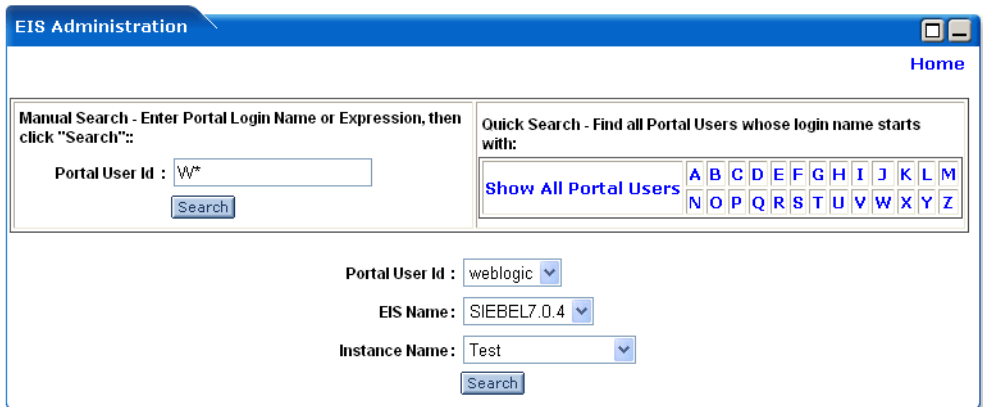 EIS Administration
Home
Manual Search - Enter Portal Login Name or Expression, then
click "Search"::
Portal User Id : W*
Search
Quick Search - Find all Portal Users whose login name starts
with:
Show All Portal Users
A B C D E F G H I J K L M
N O P Q R S T U V W X Y Z
Portal User Id : weblogic
EIS Name: SIEBEL7.0.4
Instance Name: Test
Search